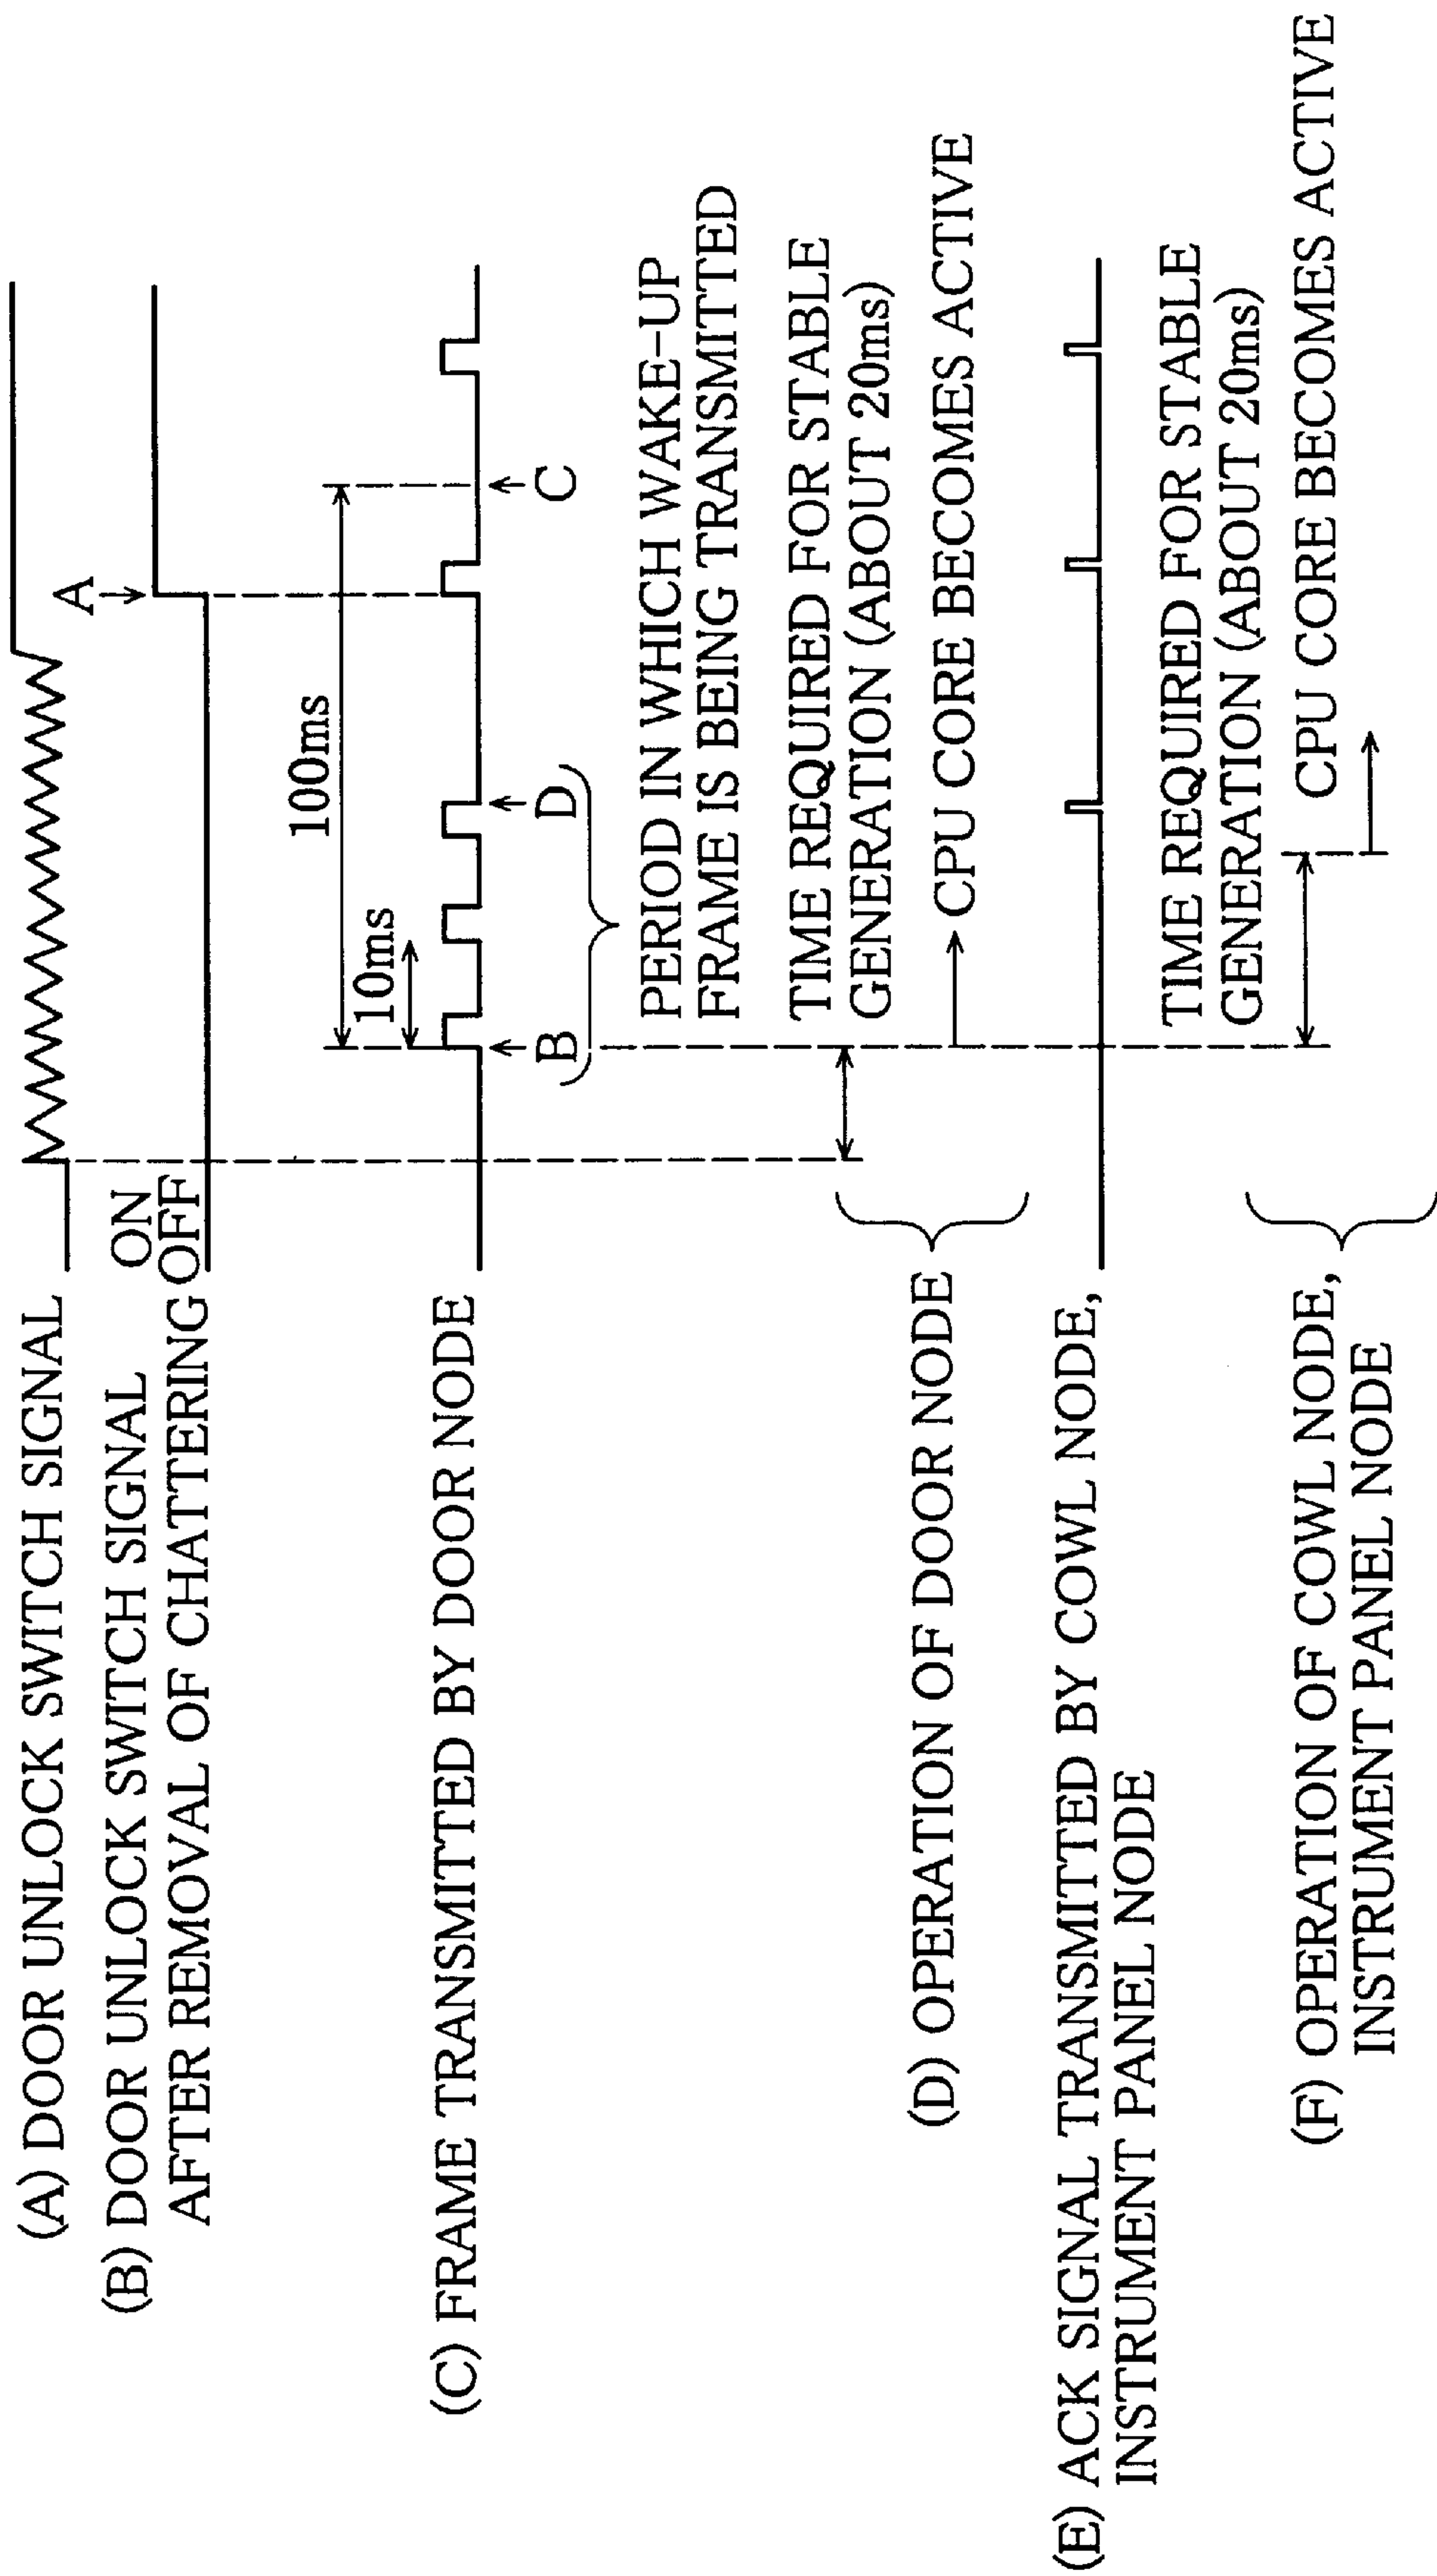 (A) DOOR UNLOCK SWITCH SIGNAL
(B) DOOR UNLOCK SWITCH SIGNAL
AFTER REMOVAL OF CHATTERING
ON
OFF
A
100ms
10ms
(C) FRAME TRANSMITTED BY DOOR NODE
B
D
C
PERIOD IN WHICH WAKE-UP
FRAME IS BEING TRANSMITTED
TIME REQUIRED FOR STABLE
GENERATION (ABOUT 20ms)
(D) OPERATION OF DOOR NODE
CPU CORE BECOMES ACTIVE
(E) ACK SIGNAL TRANSMITTED BY COWL NODE,
INSTRUMENT PANEL NODE
TIME REQUIRED FOR STABLE
GENERATION (ABOUT 20ms)
(F) OPERATION OF COWL NODE,
INSTRUMENT PANEL NODE
CPU CORE BECOMES ACTIVE